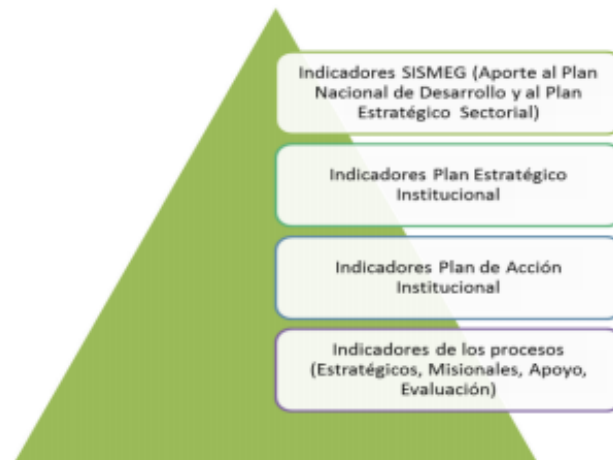 Indicadores SISMEG (Aporte al Plan
Nacional de Desarrollo y al Plan
Estratégico Sectorial)
Indicadores Plan Estratégico
Institucional
Indicadores Plan de Acción
Institucional
Indicadores de los procesos
(Estratégicos, Misionales, Apoyo,
Evaluación)